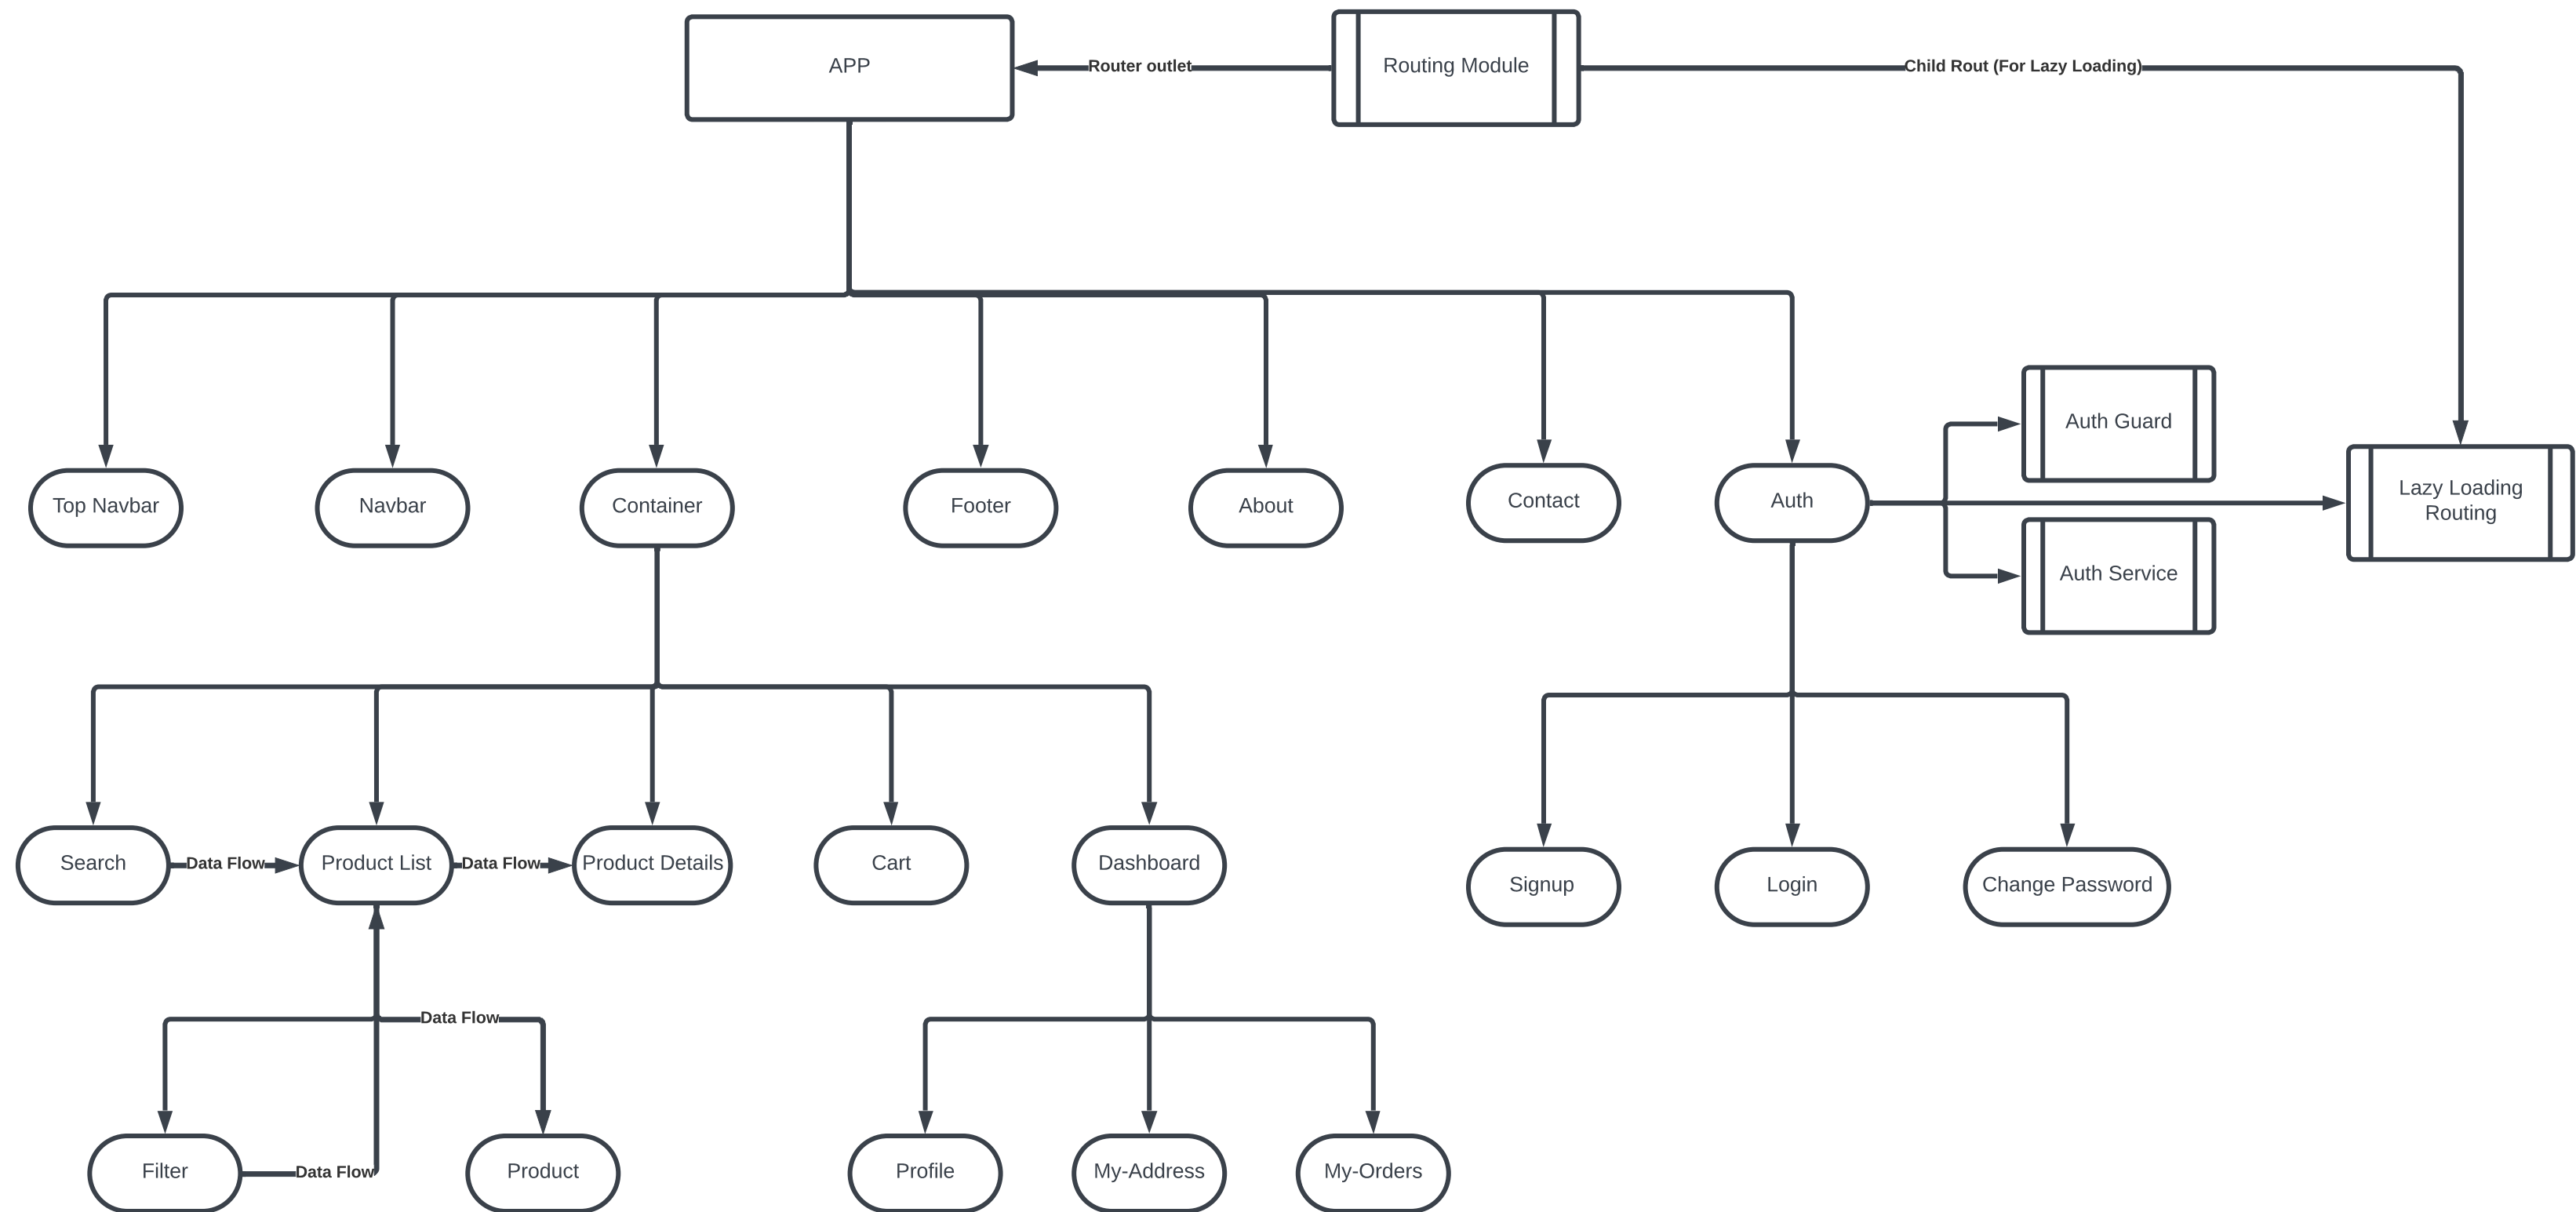 APP
Router outlet
Routing Module
Child Rout (For Lazy Loading)
Top Navbar
Navbar
Container
Footer
About
Contact
Auth
Auth Guard
Auth Service
Lazy Loading
Routing
Search
Data Flow
Product List
Data Flow
Product Details
Cart
Dashboard
Signup
Login
Change Password
Data Flow
Filter
Data Flow
Product
Profile
My-Address
My-Orders